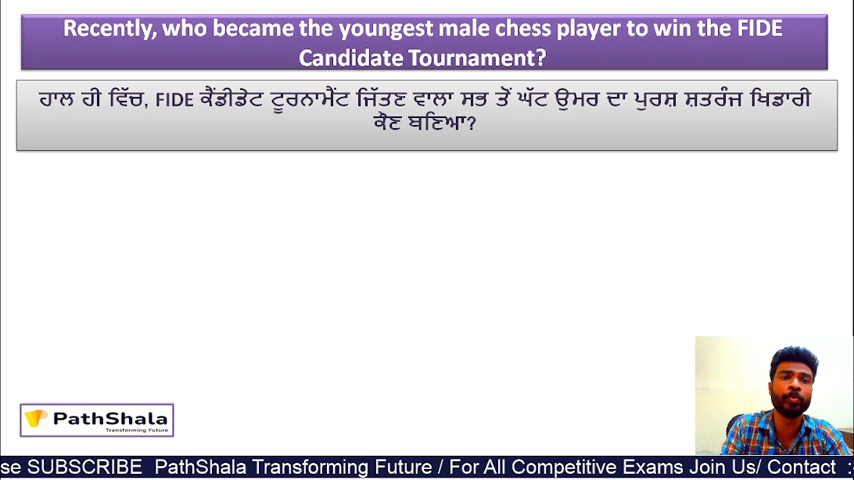 Recently, who became the youngest male chess player to win the FIDE
Candidate Tournament?
ਹਾਲ ਹੀ ਵਿੱਚ, FIDE ਕੈਂਡੀਡੇਟ ਟੂਰਨਾਮੈਂਟ ਜਿੱਤਣ ਵਾਲਾ ਸਭ ਤੋਂ ਘੱਟ ਉਮਰ ਦਾ ਪੁਰਸ਼ ਸ਼ਤਰੰਜ ਖਿਡਾਰੀ
ਕੌਣ ਬਣਿਆ?
PathShala
Transforming Future
se SUBSCRIBE PathShala Transforming Future / For All Competitive Exams Join Us/ Contact :